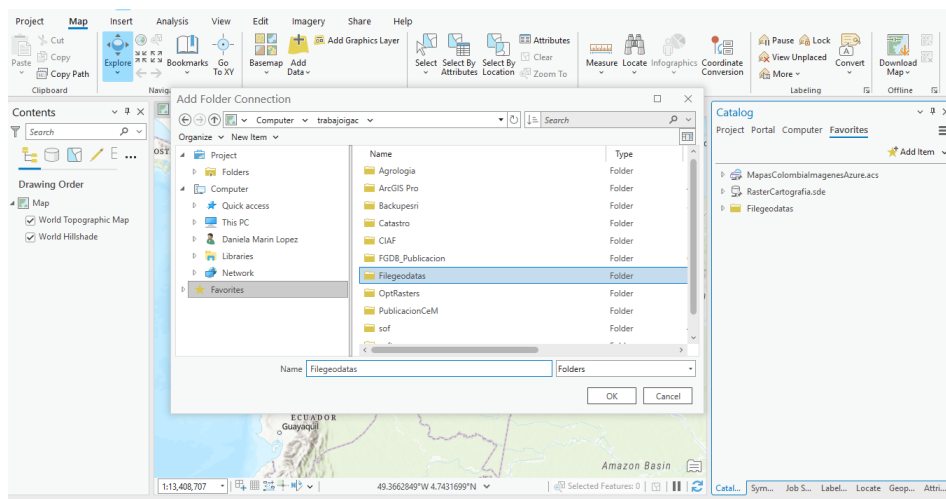 Project Map Insert Analysis View Edit Imagery Share Help
Cut
Copy
Paste
Copy Path
Clipboard
Explore
Bookmarks
Go To XY
Basemap
Add Data
Add Graphics Layer
Select
Select By Attributes
Select By Location
Attributes
Clear
Zoom To
Measure
Locate
Infographics
Coordinate Conversion
Pause
Lock
View Unplaced
More
Convert
Labeling
Download Map
Offline
Contents
Search
Drawing Order
Map
World Topographic Map
World Hillshade
Add Folder Connection
Computer trabajoigac
Search
Organize New Item
Project
Folders
Computer
Quick access
This PC
Daniela Marin Lopez
Libraries
Network
Favorites
Name Type
Agrologia Folder
ArcGIS Pro Folder
Backupesri Folder
Catastro Folder
CIAF Folder
FGDB_Publicacion Folder
Filegeodatas Folder
OptRasters Folder
PublicacionCeM Folder
sof Folder
Name Filegeodatas Folders
OK Cancel
ECUADOR
Guayaquil
Amazon Basin
1:13,408,707
49.3662849°W 4.7431699°N
Selected Features: 0
Catalog
Project Portal Computer Favorites
Add Item
MapasColombiaImagenesAzure.acs
RasterCartografia.sde
Filegeodatas
Catal... Sym... Job S... Label... Locate Geop... Attri...